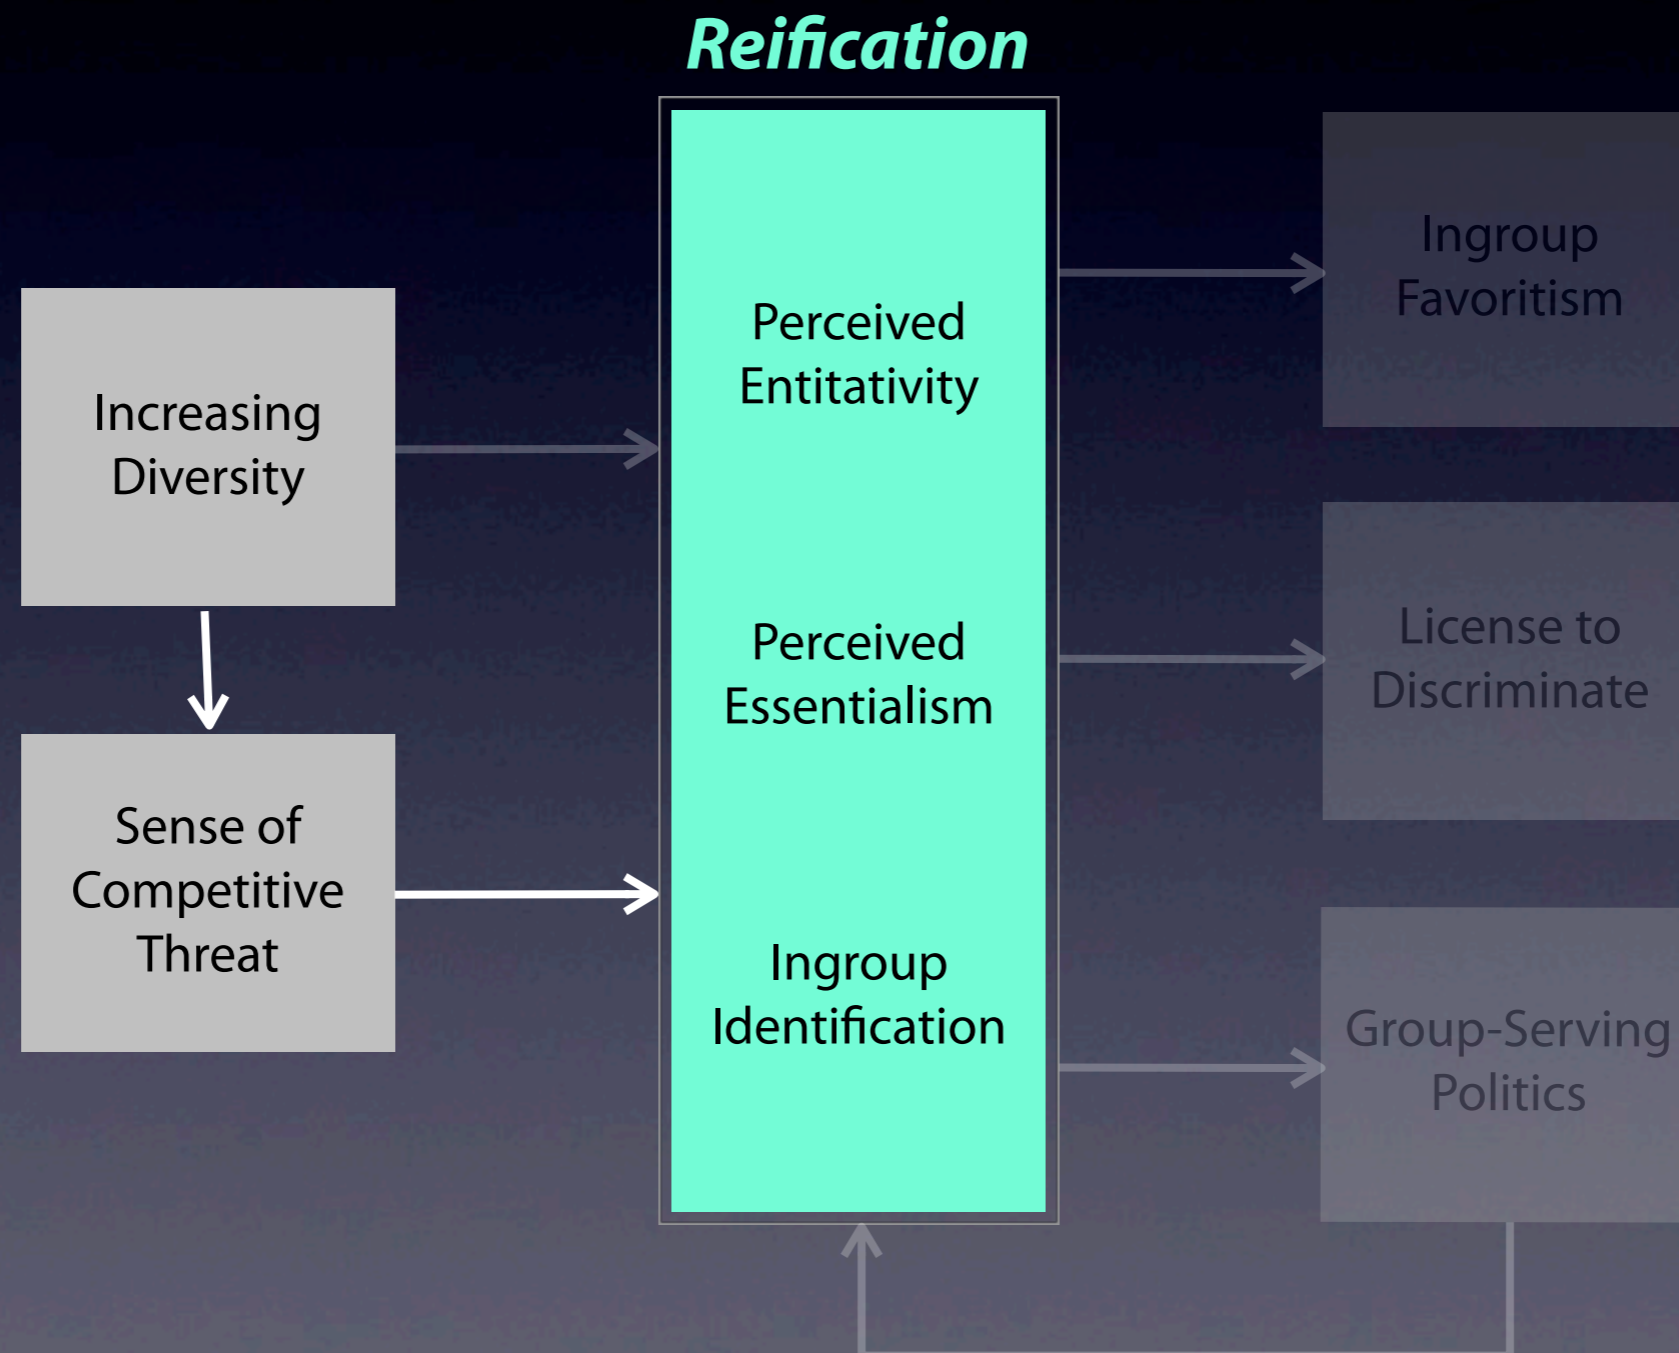 Reification
Increasing
Diversity
Sense of
Competitive
Threat
Perceived
Entitativity
Perceived
Essentialism
Ingroup
Identification
Ingroup
Favoritism
License to
Discriminate
Group-Serving
Politics